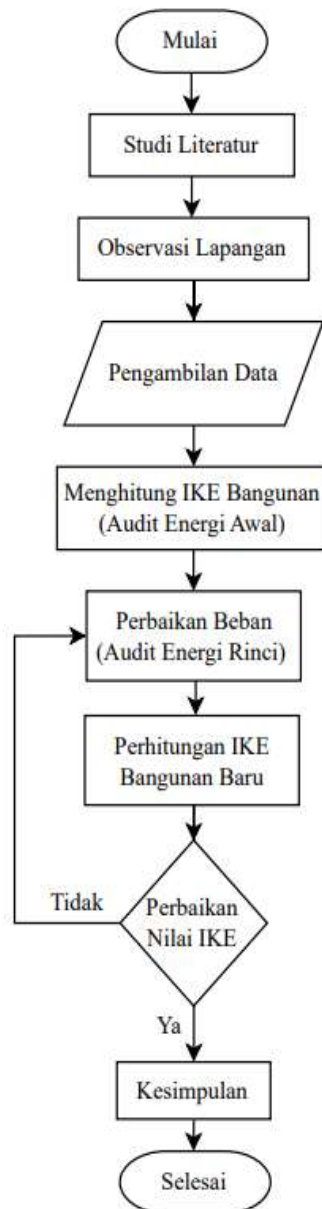 Mulai
Studi Literatur
Observasi Lapangan
Pengambilan Data
Menghitung IKE Bangunan
(Audit Energi Awal)
Perbaikan Beban
(Audit Energi Rinci)
Perhitungan IKE
Bangunan Baru
Tidak
Perbaikan
Nilai IKE
Ya
Kesimpulan
Selesai